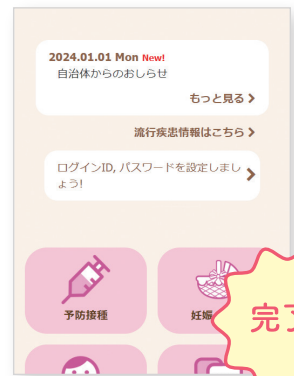 2024.01.01 Mon New!
自治体からのおしらせ
もっと見る
流行疾患情報はこちら
ログインID, パスワードを設定しまし
ょう!
予防接種
妊婦
完